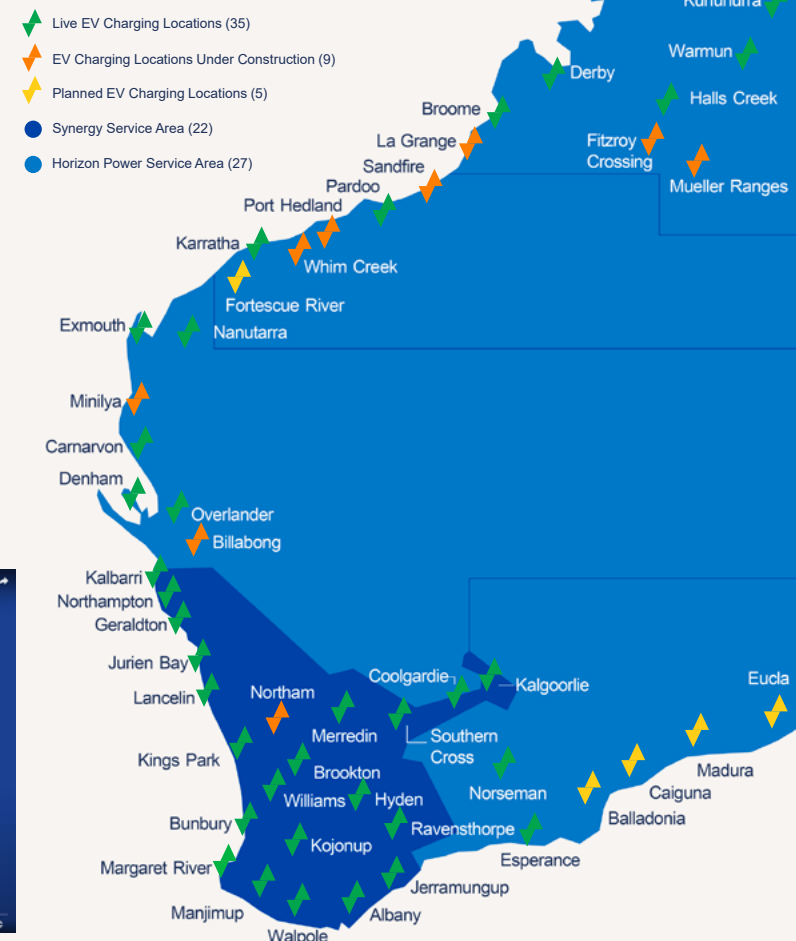 Live EV Charging Locations (35)
EV Charging Locations Under Construction (9)
Planned EV Charging Locations (5)
Synergy Service Area (22)
Horizon Power Service Area (27)
Kununurra
Warmun
Derby
Halls Creek
Broome
La Grange
Fitzroy
Crossing
Sandfire
Mueller Ranges
Pardoo
Port Hedland
Karratha
Whim Creek
Fortescue River
Exmouth
Nanutarra
Minilya
Carnarvon
Denham
Overlander
Billabong
Kalbarri
Northampton
Geraldton
Jurien Bay
Coolgardie
Kalgoorlie
Eucla
Lancelin
Northam
Merredin
Southern
Cross
Kings Park
Madura
Brookton
Caiguna
Williams
Hyden
Norseman
Balladonia
Bunbury
Ravensthorpe
Kojonup
Esperance
Margaret River
Jerramungup
Manjimup
Albany
Walpole